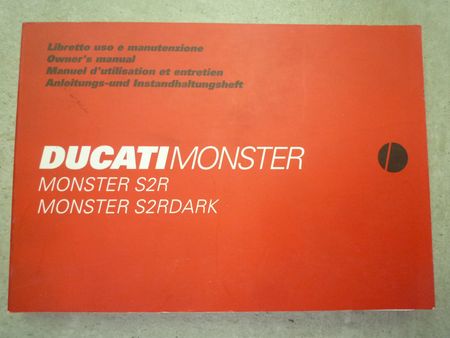 Libretto uso e manutenzione
Owner's manual
Manuel d'utilisation et entretien
Anleitungs-und Instandhaltungsheft
DUCATIMONSTER
MONSTER S2R
MONSTER S2RDARK